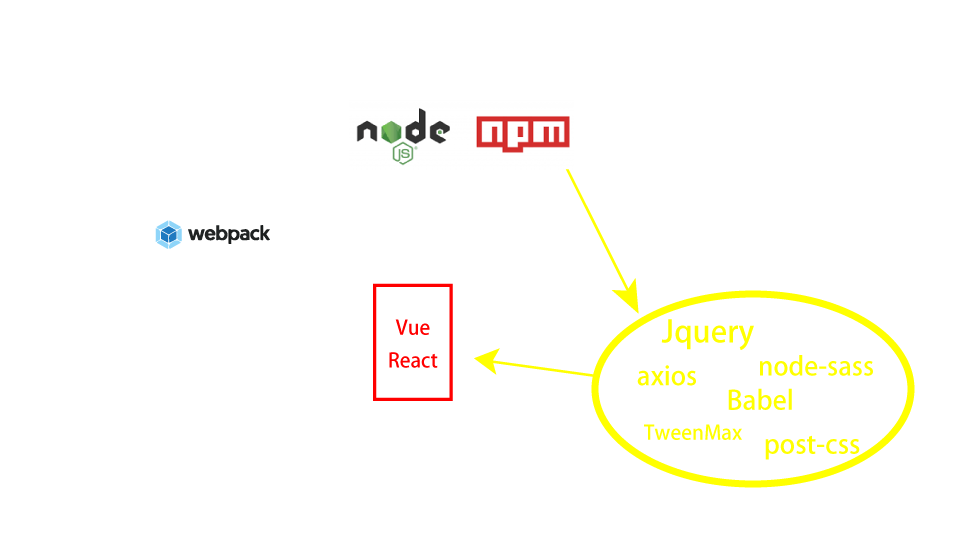 node
JS
npm
webpack
Vue
React
Jquery
axios
node-sass
Babel
TweenMax
post-css